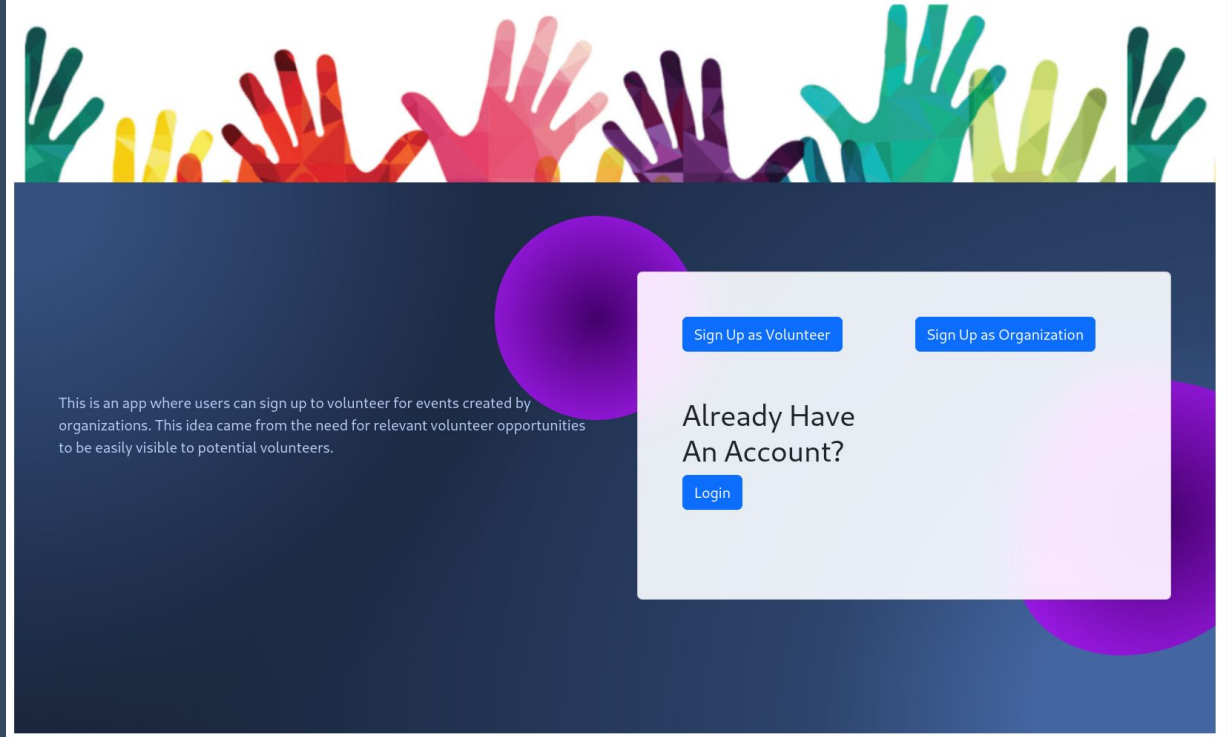 This is an app where users can sign up to volunteer for events created by
organizations. This idea came from the need for relevant volunteer opportunities
to be easily visible to potential volunteers.
Sign Up as Volunteer
Sign Up as Organization
Already Have
An Account?
Login